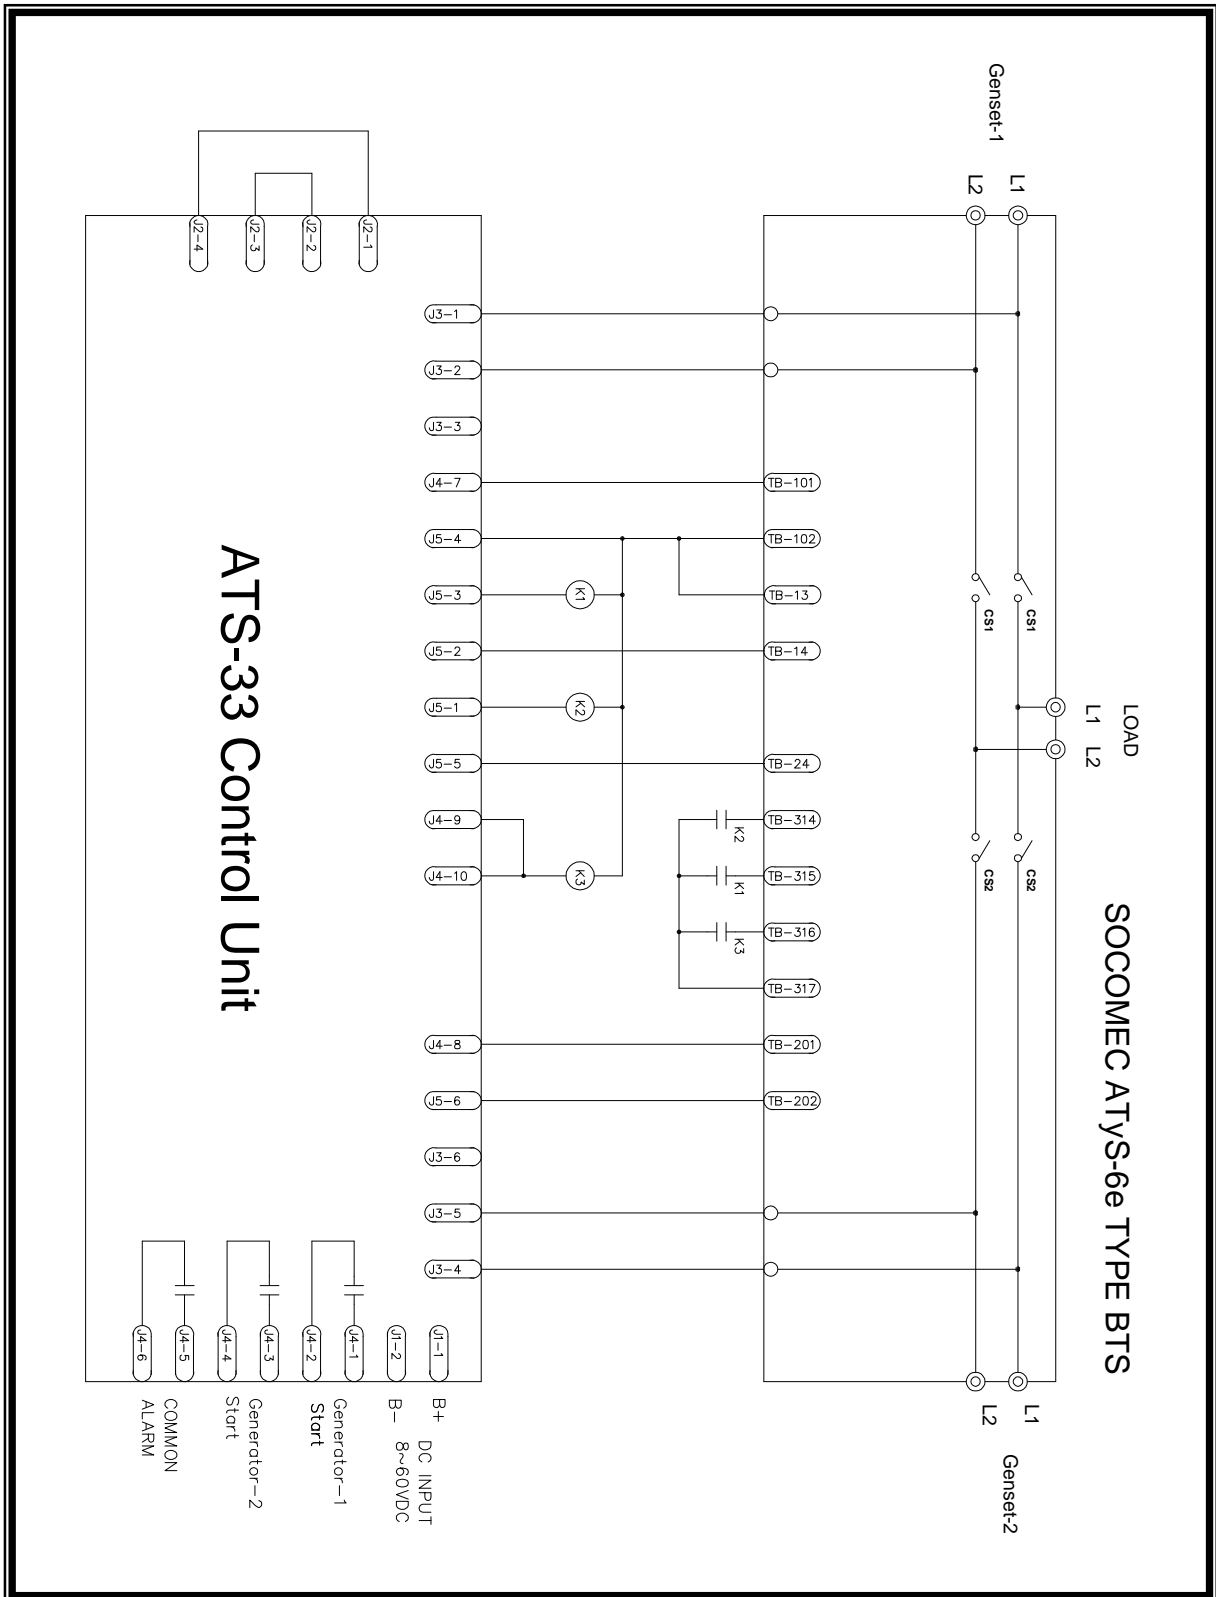 SOCOMEC ATyS-6e TYPE BTS
LOAD
L1 L2
Genset-1
L1
L2
CS1
CS1
CS2
CS2
L1
L2
Genset-2
TB-101
TB-102
TB-13
TB-14
TB-24
TB-314
TB-315
TB-316
TB-317
TB-201
TB-202
K2
K1
K3
K1
K2
K3
J3-1
J3-2
J3-3
J4-7
J5-4
J5-3
J5-2
J5-1
J5-5
J4-9
J4-10
J4-8
J5-6
J3-6
J3-5
J3-4
J2-1
J2-2
J2-3
J2-4
ATS-33 Control Unit
J1-1
B+ DC INPUT
J1-2
B- 8~60VDC
J4-1
J4-2
Generator-1
Start
J4-3
J4-4
Generator-2
Start
J4-5
J4-6
COMMON
ALARM